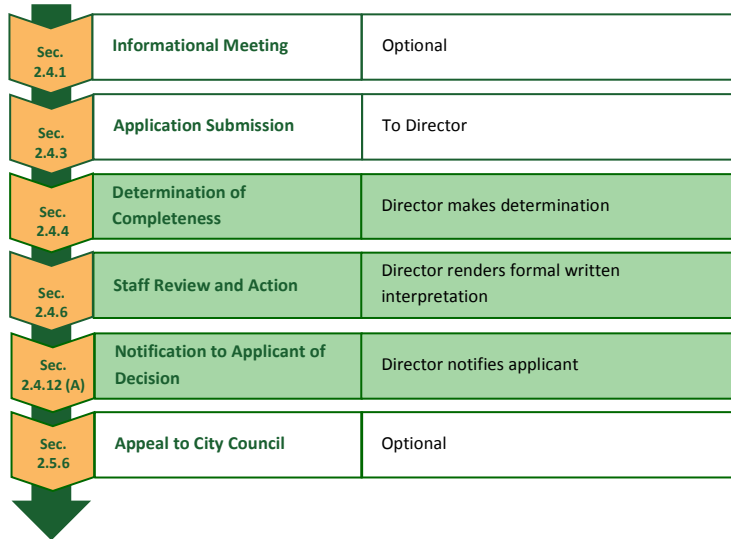 Sec.
2.4.1
Informational Meeting
Optional
Sec.
2.4.3
Application Submission
To Director
Sec.
2.4.4
Determination of
Completeness
Director makes determination
Sec.
2.4.6
Staff Review and Action
Director renders formal written
interpretation
Sec.
2.4.12 (A)
Notification to Applicant of
Decision
Director notifies applicant
Sec.
2.5.6
Appeal to City Council
Optional